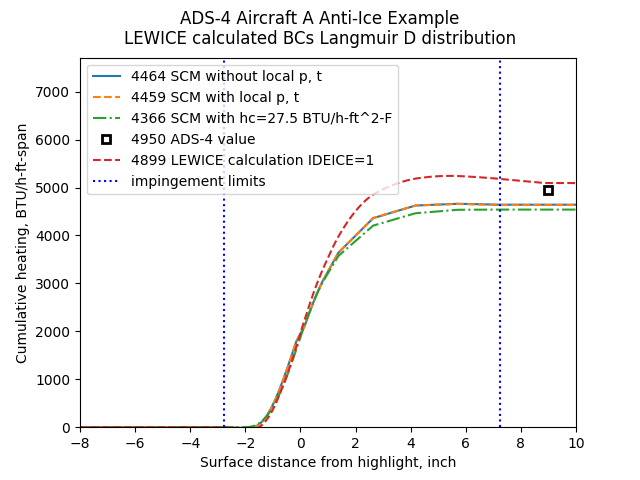 ADS-4 Aircraft A Anti-Ice Example
LEWICE calculated BCs Langmuir D distribution
4464 SCM without local p, t
4459 SCM with local p, t
4366 SCM with hc=27.5 BTU/h-ft^2-F
4950 ADS-4 value
4899 LEWICE calculation IDEICE=1
impingement limits
Cumulative heating, BTU/h-ft-span
7000
6000
5000
4000
3000
2000
1000
0
−8 −6 −4 −2 0 2 4 6 8 10
Surface distance from highlight, inch